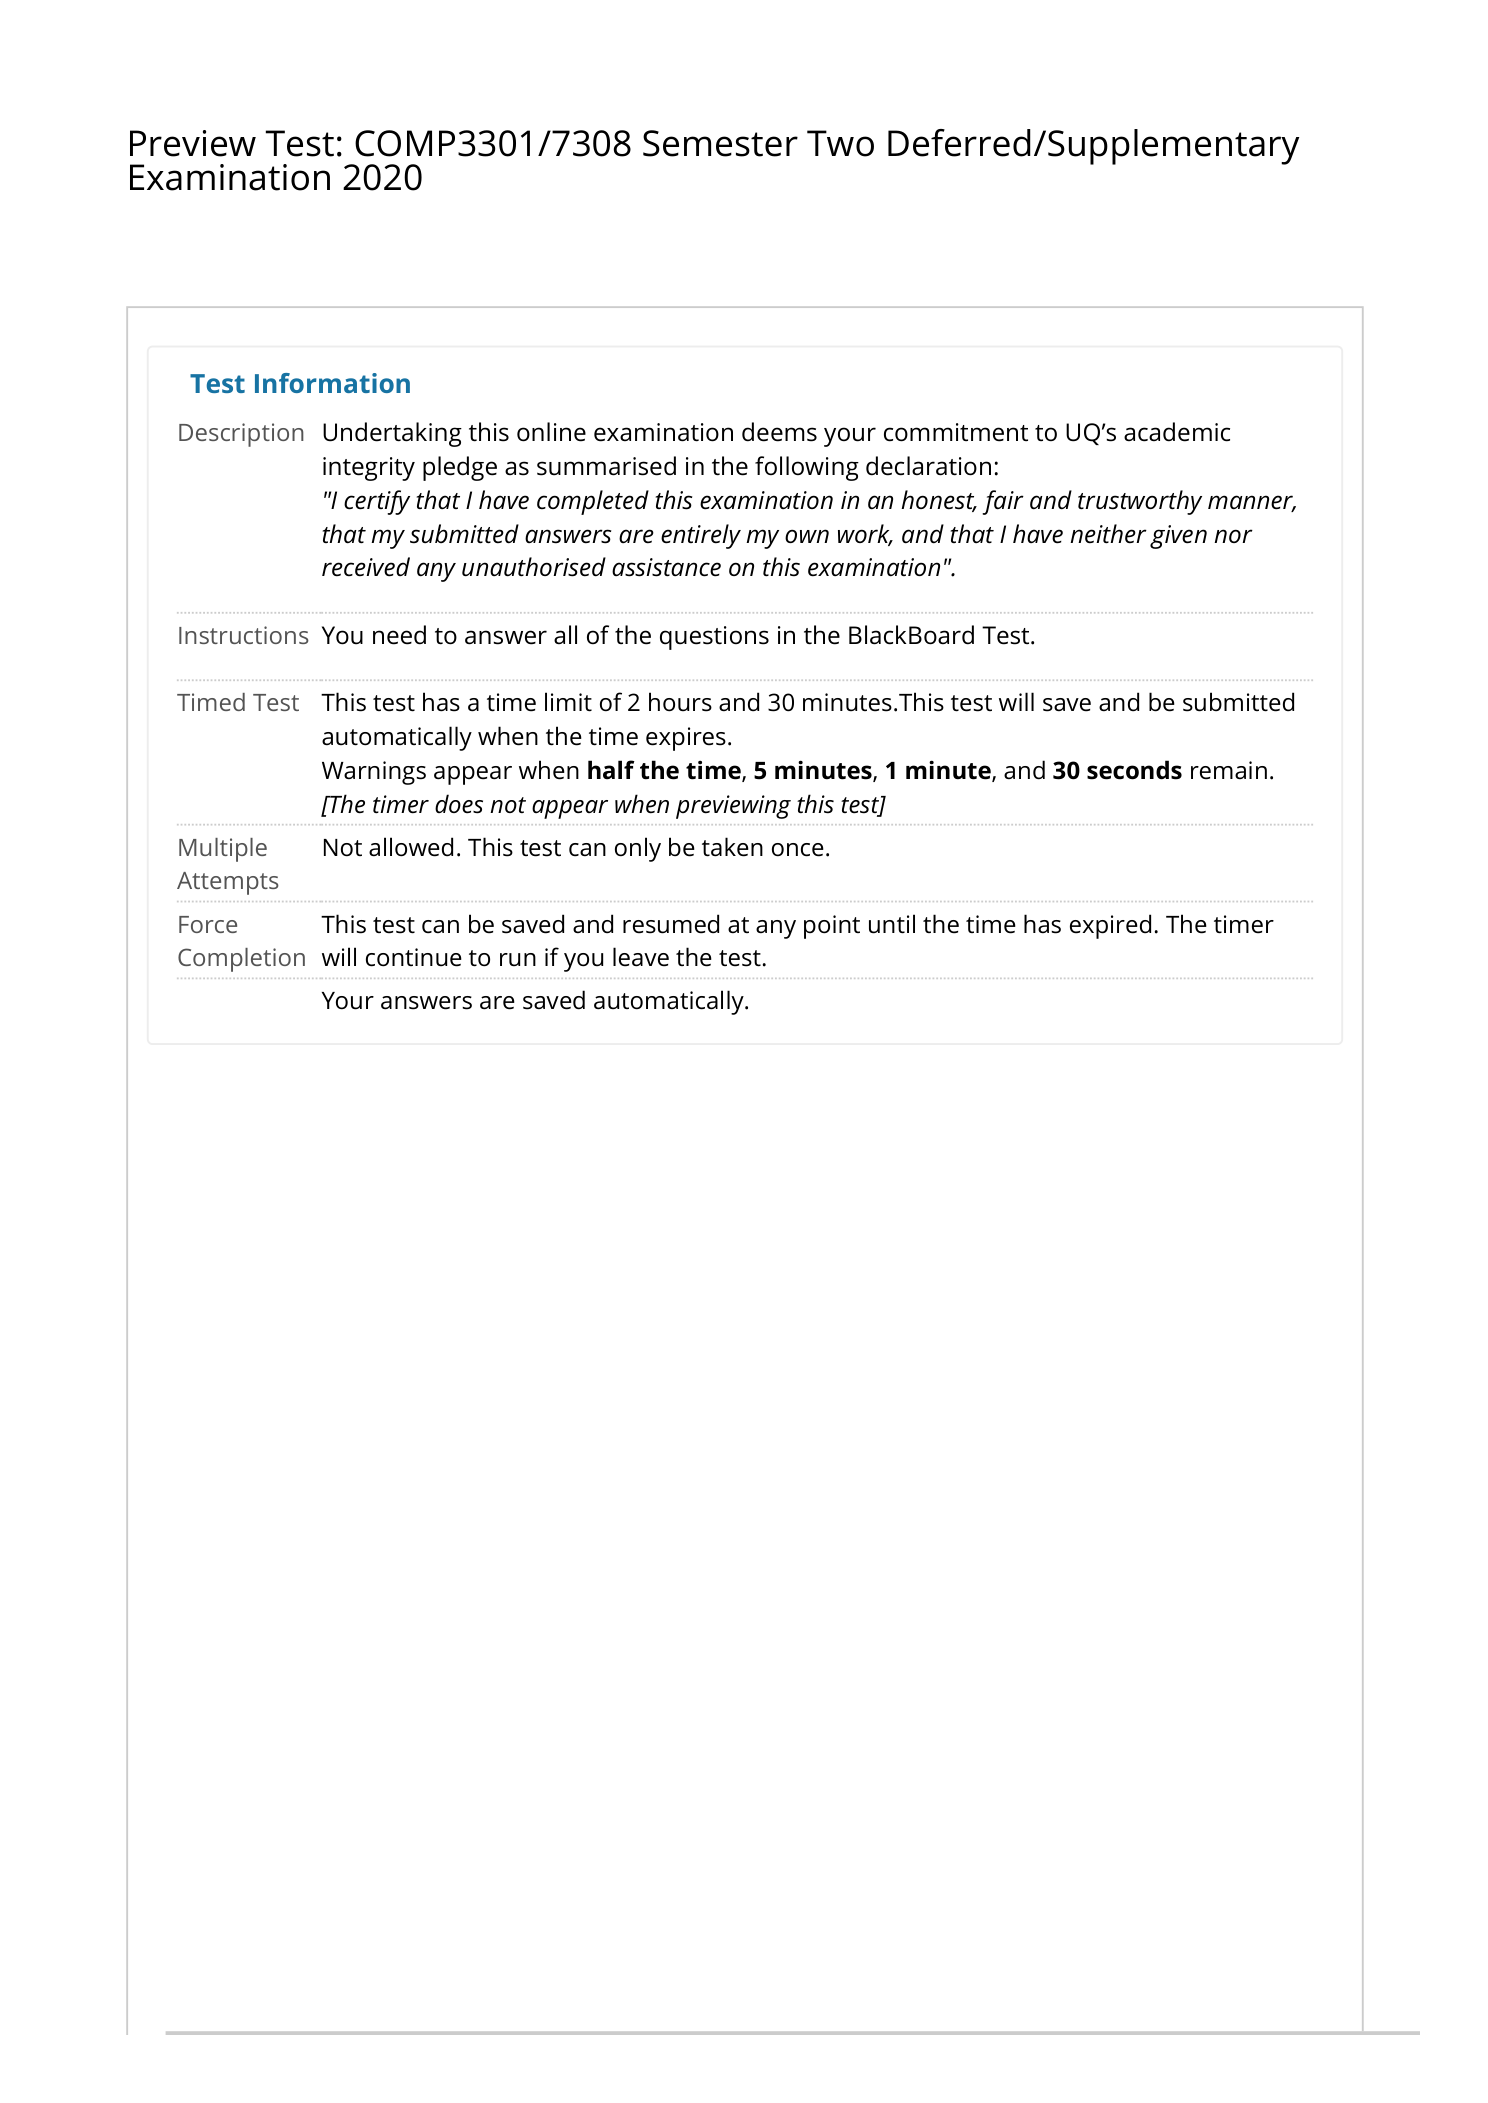 Preview Test: COMP3301/7308 Semester Two Deferred/Supplementary
Examination 2020
Test Information
Description Undertaking this online examination deems your commitment to UQ’s academic
integrity pledge as summarised in the following declaration:
"I certify that I have completed this examination in an honest, fair and trustworthy manner,
that my submitted answers are entirely my own work, and that I have neither given nor
received any unauthorised assistance on this examination".
Instructions You need to answer all of the questions in the BlackBoard Test.
Timed Test This test has a time limit of 2 hours and 30 minutes.This test will save and be submitted
automatically when the time expires.
Warnings appear when half the time, 5 minutes, 1 minute, and 30 seconds remain.
[The timer does not appear when previewing this test]
Multiple Not allowed. This test can only be taken once.
Attempts
Force This test can be saved and resumed at any point until the time has expired. The timer
Completion will continue to run if you leave the test.
Your answers are saved automatically.